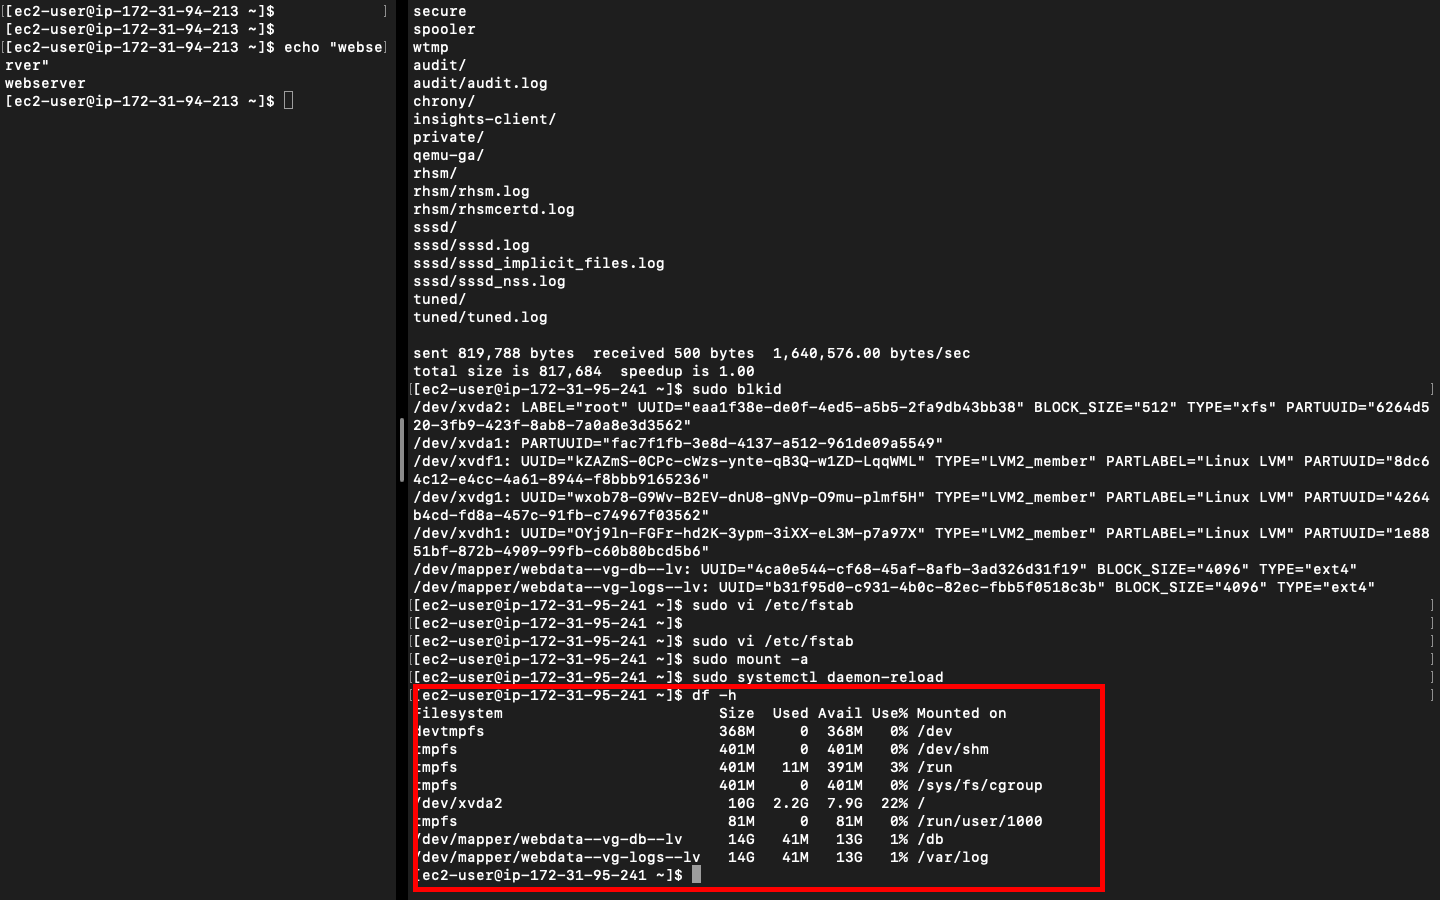 [[ec2-user@ip-172-31-94-213 ~]$ ]
[ec2-user@ip-172-31-94-213 ~]$
[[ec2-user@ip-172-31-94-213 ~]$ echo "webse]
rver"
webserver
[ec2-user@ip-172-31-94-213 ~]$
secure
spooler
wtmp
audit/
audit/audit.log
chrony/
insights-client/
private/
qemu-ga/
rhsm/
rhsm/rhsm.log
rhsm/rhsmcertd.log
sssd/
sssd/sssd.log
sssd/sssd_implicit_files.log
sssd/sssd_nss.log
tuned/
tuned/tuned.log
sent 819,788 bytes  received 500 bytes  1,640,576.00 bytes/sec
total size is 817,684  speedup is 1.00
[[ec2-user@ip-172-31-95-241 ~]$ sudo blkid ]
/dev/xvda2: LABEL="root" UUID="eaa1f38e-de0f-4ed5-a5b5-2fa9db43bb38" BLOCK_SIZE="512" TYPE="xfs" PARTUUID="6264d5
20-3fb9-423f-8ab8-7a0a8e3d3562"
/dev/xvda1: PARTUUID="fac7f1fb-3e8d-4137-a512-961de09a5549"
/dev/xvdf1: UUID="kZAZmS-0CPc-cWzs-ynte-qB3Q-w1ZD-LqqWML" TYPE="LVM2_member" PARTLABEL="Linux LVM" PARTUUID="8dc6
4c12-e4cc-4a61-8944-f8bbb9165236"
/dev/xvdg1: UUID="wxob78-G9Wv-B2EV-dnU8-gNVp-O9mu-plmf5H" TYPE="LVM2_member" PARTLABEL="Linux LVM" PARTUUID="4264
b4cd-fd8a-457c-91fb-c74967f03562"
/dev/xvdh1: UUID="OYj9ln-FGFr-hd2K-3ypm-3iXX-eL3M-p7a97X" TYPE="LVM2_member" PARTLABEL="Linux LVM" PARTUUID="1e88
51bf-872b-4909-99fb-c60b80bcd5b6"
/dev/mapper/webdata--vg-db--lv: UUID="4ca0e544-cf68-45af-8afb-3ad326d31f19" BLOCK_SIZE="4096" TYPE="ext4"
/dev/mapper/webdata--vg-logs--lv: UUID="b31f95d0-c931-4b0c-82ec-fbb5f0518c3b" BLOCK_SIZE="4096" TYPE="ext4"
[[ec2-user@ip-172-31-95-241 ~]$ sudo vi /etc/fstab ]
[[ec2-user@ip-172-31-95-241 ~]$ ]
[[ec2-user@ip-172-31-95-241 ~]$ sudo vi /etc/fstab ]
[[ec2-user@ip-172-31-95-241 ~]$ sudo mount -a ]
[[ec2-user@ip-172-31-95-241 ~]$ sudo systemctl daemon-reload ]
[[ec2-user@ip-172-31-95-241 ~]$ df -h ]
Filesystem                        Size  Used Avail Use% Mounted on
devtmpfs                          368M     0  368M   0% /dev
tmpfs                             401M     0  401M   0% /dev/shm
tmpfs                             401M   11M  391M   3% /run
tmpfs                             401M     0  401M   0% /sys/fs/cgroup
/dev/xvda2                         10G  2.2G  7.9G  22% /
tmpfs                              81M     0   81M   0% /run/user/1000
/dev/mapper/webdata--vg-db--lv     14G   41M   13G   1% /db
/dev/mapper/webdata--vg-logs--lv   14G   41M   13G   1% /var/log
[ec2-user@ip-172-31-95-241 ~]$